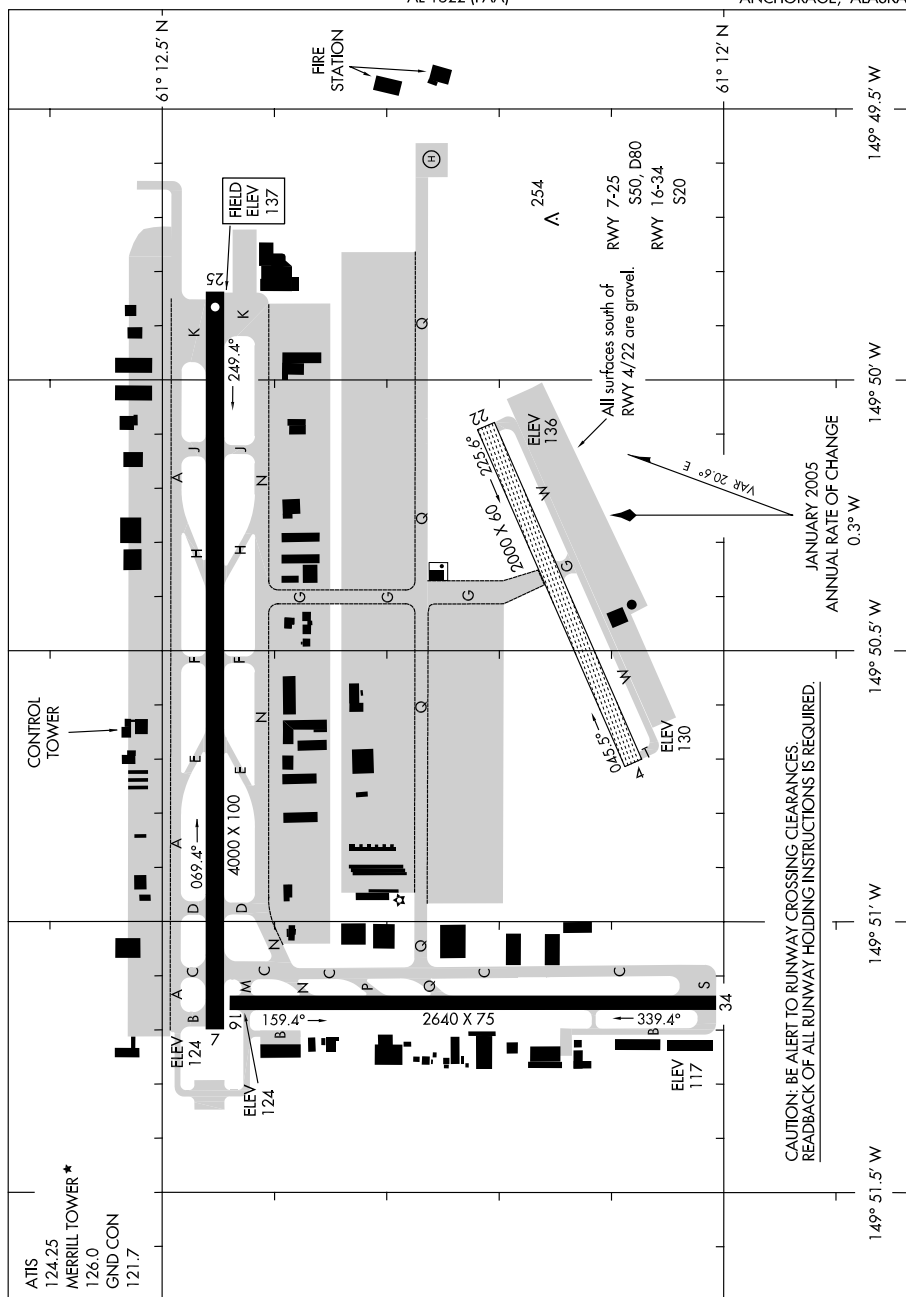 AL-1322 (FAA)
ANCHORAGE, ALASKA
ATIS
124.25
MERRILL TOWER ★
126.0
GND CON
121.7
61° 12.5' N
61° 12' N
149° 49.5' W
149° 50' W
149° 50.5' W
149° 51' W
149° 51.5' W
FIRE
STATION
FIELD
ELEV
137
25
K
K
249.4°
A
J
J
N
H
H
G
G
G
G
F
F
N
CONTROL
TOWER
E
E
A
069.4°
4000 X 100
D
D
N
C
C
A
B
7
ELEV
124
16
M
N
C
P
Q
C
C
S
34
159.4°
2640 X 75
339.4°
B
B
ELEV
124
ELEV
117
Q
Q
Q
Q
H
254
RWY 7-25
S50, D80
RWY 16-34
S20
All surfaces south of
RWY 4/22 are gravel.
22
225.6°
2000 X 60
ELEV
136
W
W
045.5°
4
T
ELEV
130
VAR 20.6° E
JANUARY 2005
ANNUAL RATE OF CHANGE
0.3° W
CAUTION: BE ALERT TO RUNWAY CROSSING CLEARANCES.
READBACK OF ALL RUNWAY HOLDING INSTRUCTIONS IS REQUIRED.